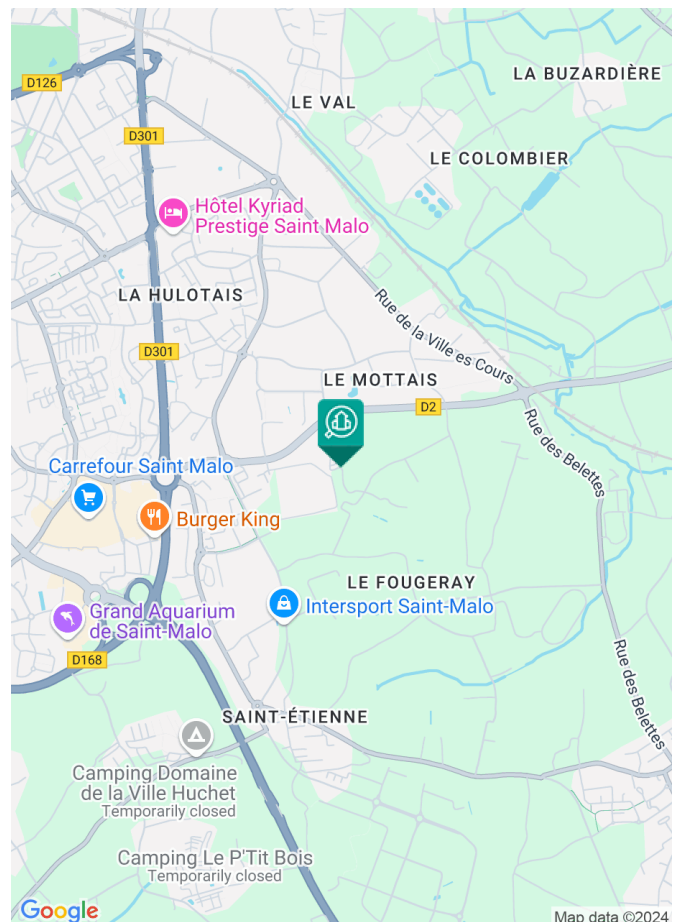 LA BUZARDIÈRE
D126
LE VAL
D301
LE COLOMBIER
Hôtel Kyriad
Prestige Saint Malo
LA HULOTAIS
Rue de la Ville es Cours
D301
LE MOTTAIS
D2
Rue des Belettes
Carrefour Saint Malo
Burger King
LE FOUGERAY
Intersport Saint-Malo
Grand Aquarium
de Saint-Malo
D168
Rue des Belettes
SAINT-ÉTIENNE
Camping Domaine
de la Ville Huchet
Temporarily closed
Camping Le P'Tit Bois
Temporarily closed
Google
Map data ©2024